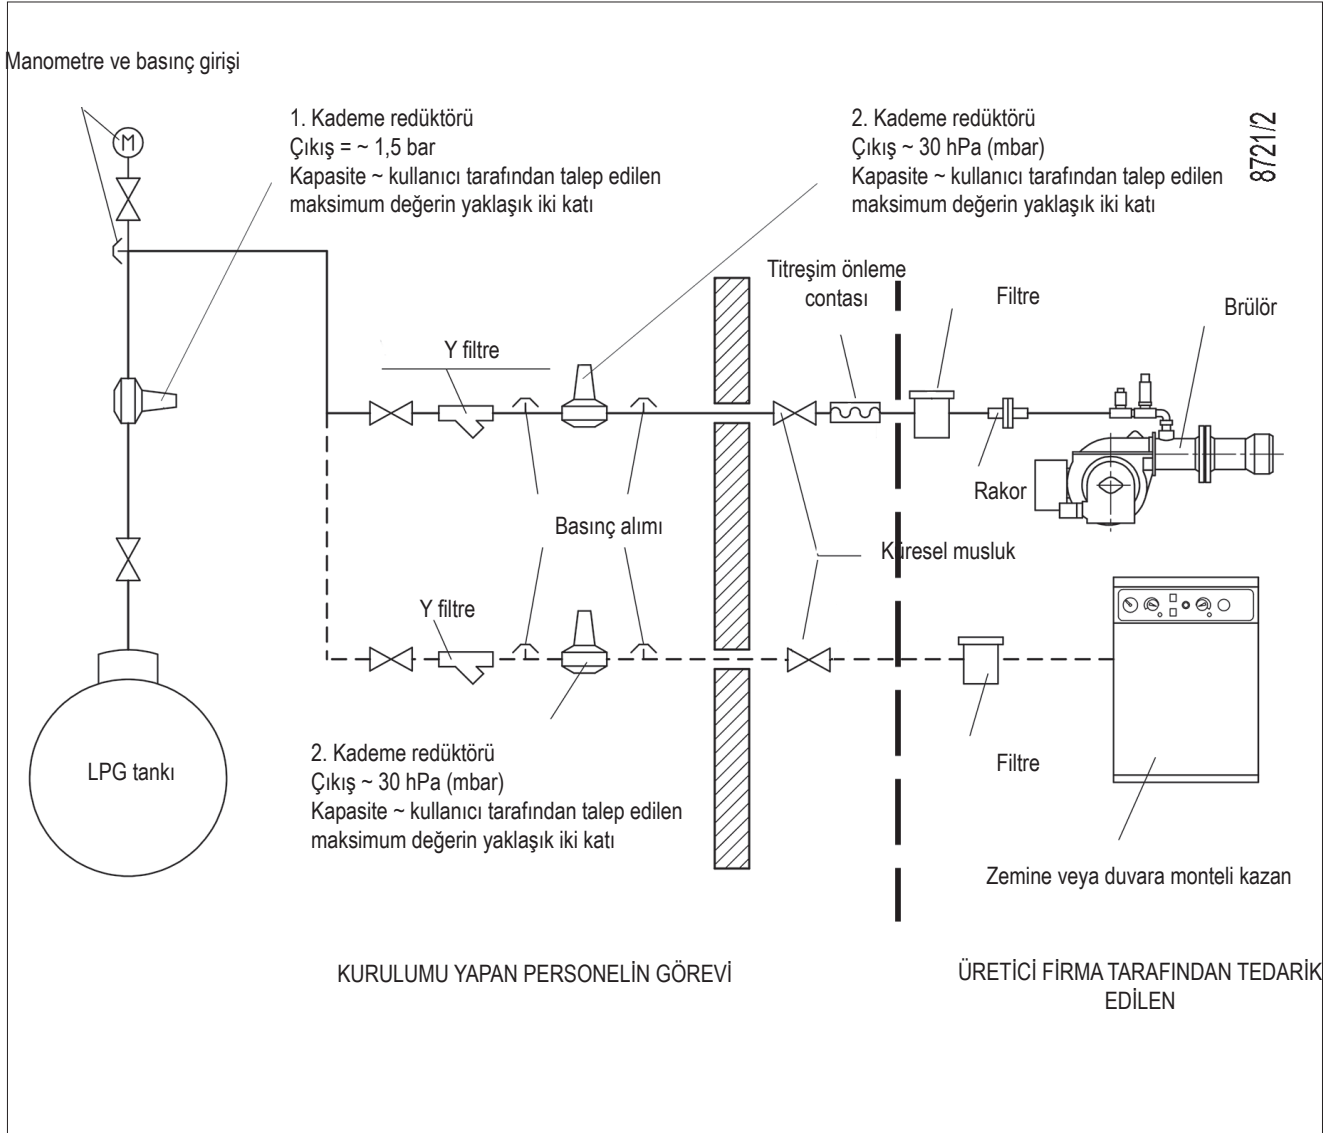 Manometre ve basınç girişi
M
1. Kademe redüktörü
Çıkış = ~ 1,5 bar
Kapasite ~ kullanıcı tarafından talep edilen
maksimum değerin yaklaşık iki katı
2. Kademe redüktörü
Çıkış ~ 30 hPa (mbar)
Kapasite ~ kullanıcı tarafından talep edilen
maksimum değerin yaklaşık iki katı
8721/2
Titreşim önleme
contası
Filtre
Brülör
Y filtre
Rakor
Basınç alımı
Küresel musluk
Y filtre
LPG tankı
2. Kademe redüktörü
Çıkış ~ 30 hPa (mbar)
Kapasite ~ kullanıcı tarafından talep edilen
maksimum değerin yaklaşık iki katı
Filtre
Zemine veya duvara monteli kazan
KURULUMU YAPAN PERSONELİN GÖREVİ
ÜRETİCİ FİRMA TARAFINDAN TEDARİK
EDİLEN